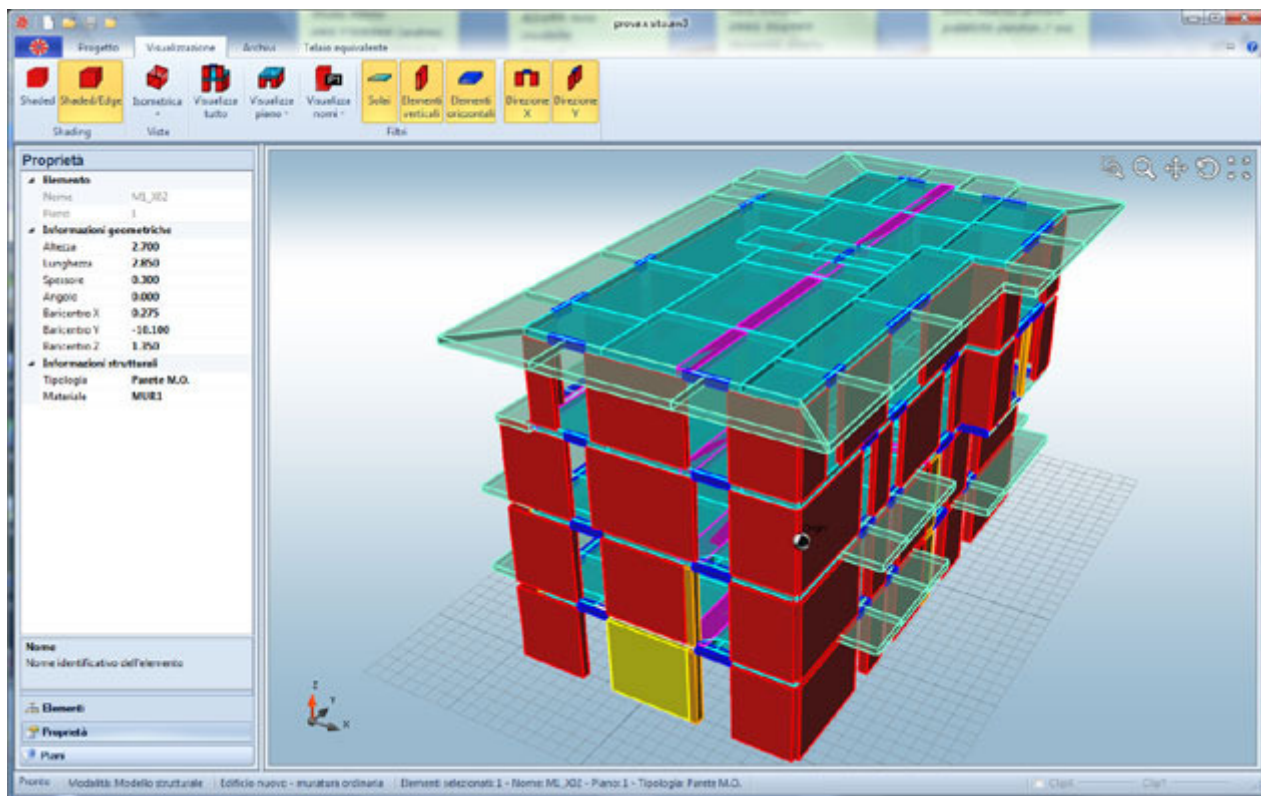 prova x sito.aw3
Progetto Visualizzazione Archivi Telaio equivalente
Shaded Shaded/Edge Isometrica Visualizza tutto Visualizza piano Visualizza nomi Solai Elementi verticali Elementi orizzontali Direzione X Direzione Y
Shading Viste Filtri
Proprietà
Elemento
Nome M1_X02
Piano 1
Informazioni geometriche
Altezza 2.700
Lunghezza 2.850
Spessore 0.300
Angolo 0.000
Baricentro X 0.275
Baricentro Y -10.100
Baricentro Z 1.350
Informazioni strutturali
Tipologia Parete M.O.
Materiale MUR1
Origin
Z
Y
X
Nome
Nome identificativo dell'elemento
Elementi
Proprietà
Piani
Pronto Modalità: Modello strutturale Edificio nuovo - muratura ordinaria Elementi selezionati: 1 - Nome: M1_X02 - Piano: 1 - Tipologia: Parete M.O.